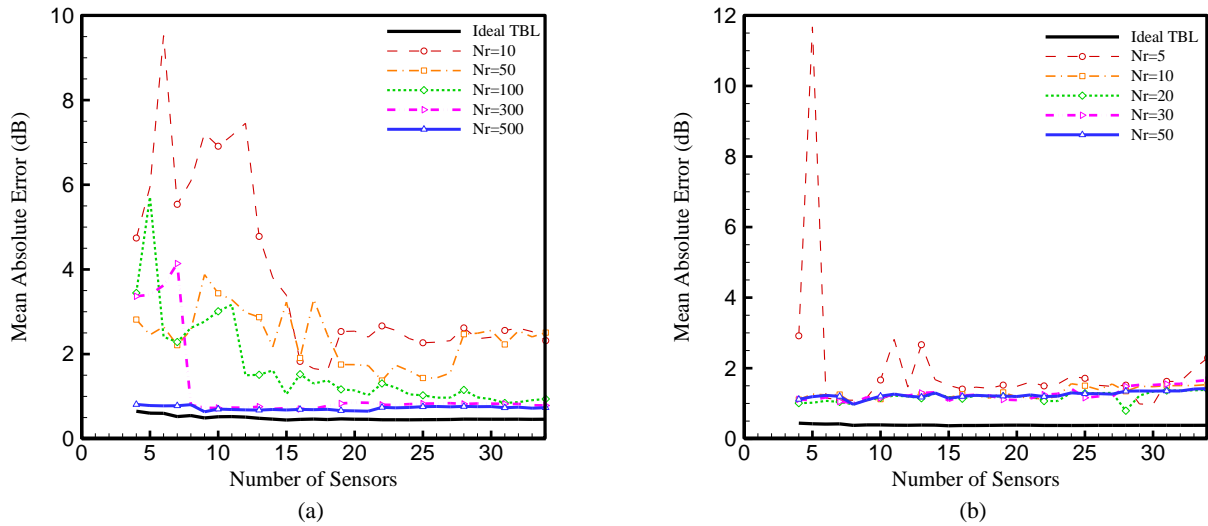 10
8
6
4
2
0
0
5
10
15
20
25
30
Mean Absolute Error (dB)
Number of Sensors
Ideal TBL
Nr=10
Nr=50
Nr=100
Nr=300
Nr=500
(a)
12
10
8
6
4
2
0
0
5
10
15
20
25
30
Mean Absolute Error (dB)
Number of Sensors
Ideal TBL
Nr=5
Nr=10
Nr=20
Nr=30
Nr=50
(b)